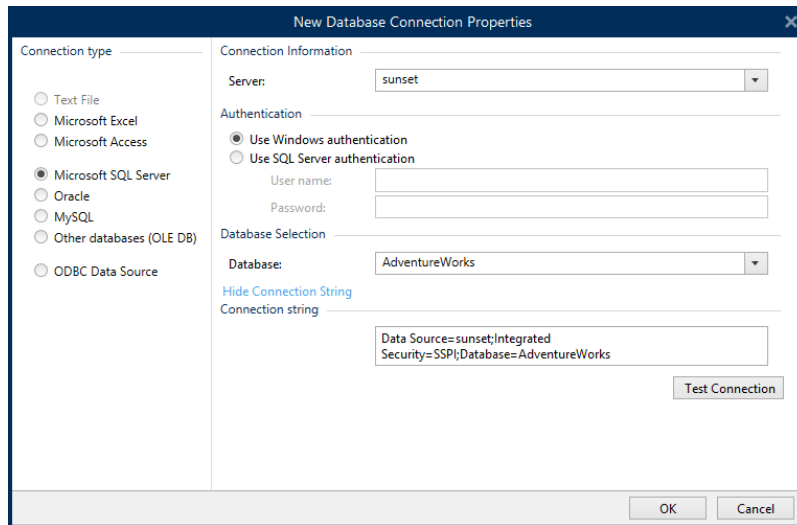 New Database Connection Properties
Connection type
Text File
Microsoft Excel
Microsoft Access
Microsoft SQL Server
Oracle
MySQL
Other databases (OLE DB)
ODBC Data Source
Connection Information
Server:
sunset
Authentication
Use Windows authentication
Use SQL Server authentication
User name:
Password:
Database Selection
Database:
AdventureWorks
Hide Connection String
Connection string
Data Source=sunset;Integrated
Security=SSPI;Database=AdventureWorks
Test Connection
OK
Cancel